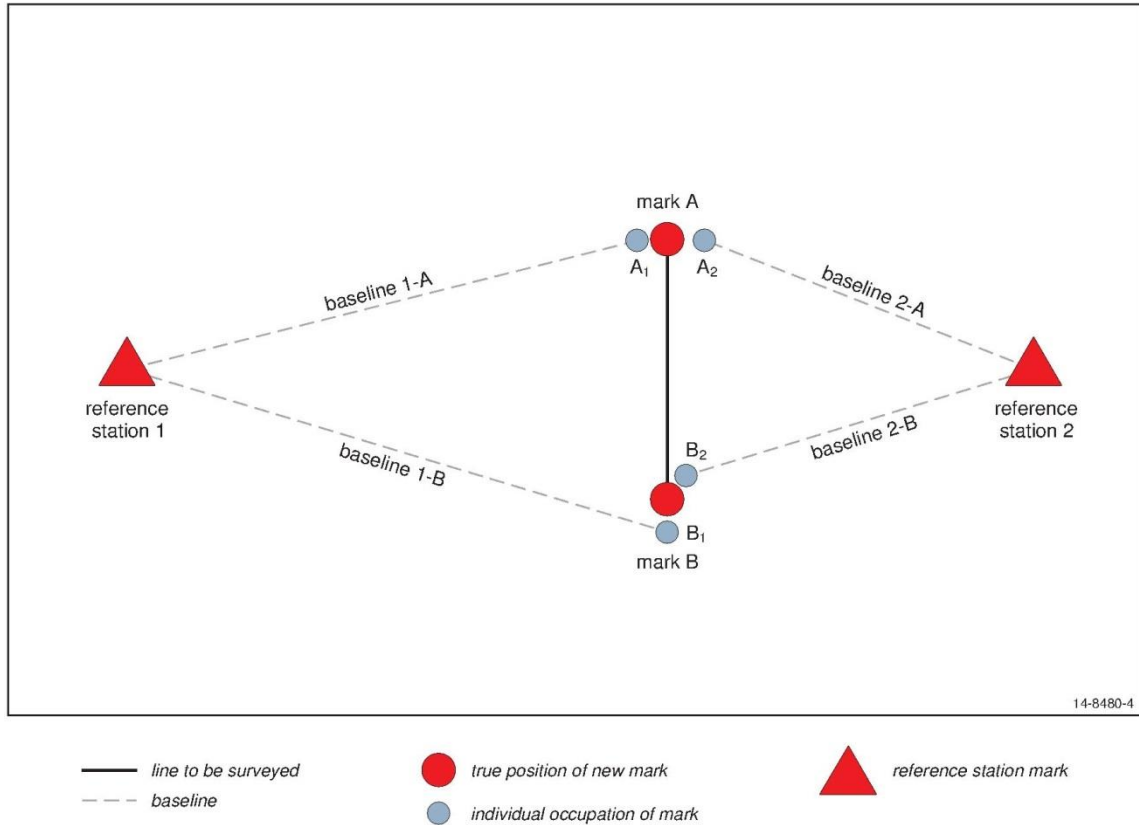 mark A
A₁
A₂
baseline 1-A
baseline 2-A
reference
station 1
reference
station 2
baseline 1-B
baseline 2-B
B₂
B₁
mark B
14-8480-4
line to be surveyed
true position of new mark
reference station mark
baseline
individual occupation of mark